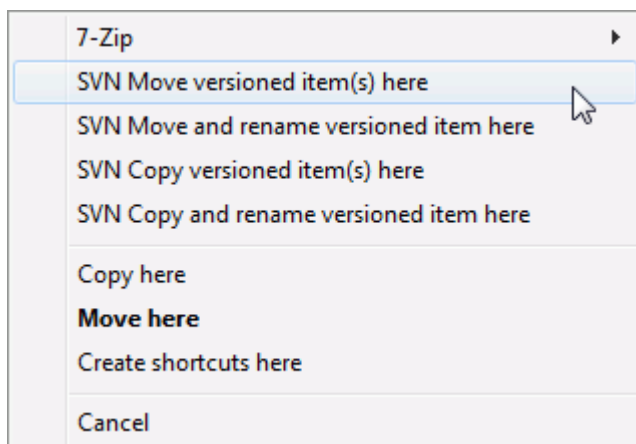 7-Zip
SVN Move versioned item(s) here
SVN Move and rename versioned item here
SVN Copy versioned item(s) here
SVN Copy and rename versioned item here
Copy here
Move here
Create shortcuts here
Cancel